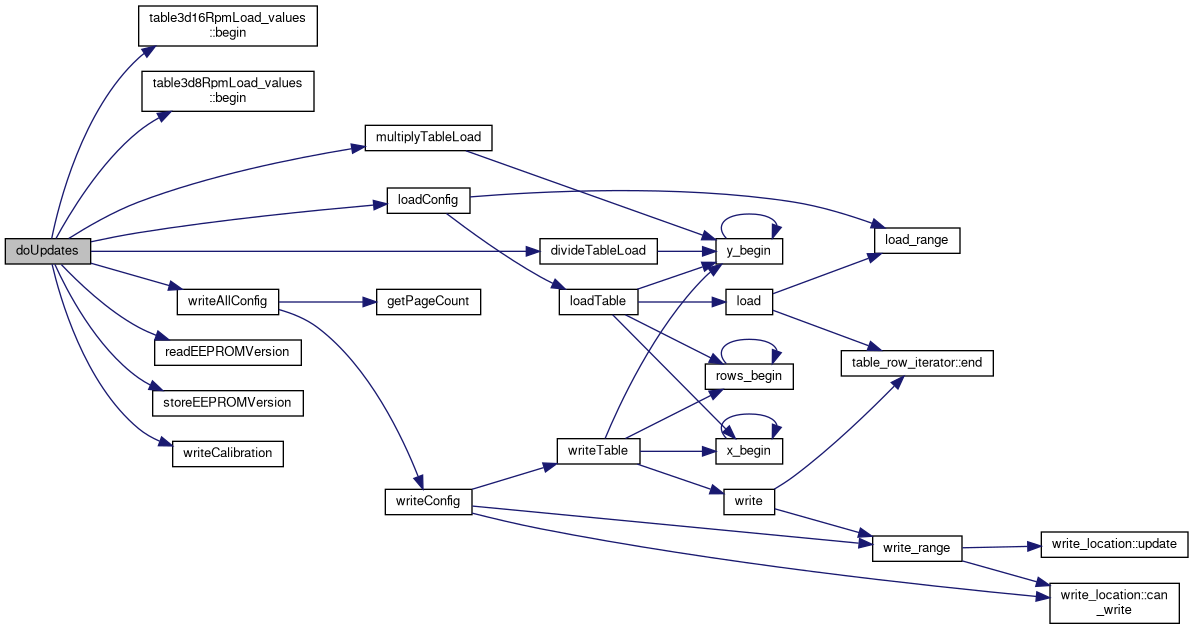 table3d16RpmLoad_values
::begin
table3d8RpmLoad_values
::begin
multiplyTableLoad
loadConfig
load_range
doUpdates
divideTableLoad
y_begin
writeAllConfig
getPageCount
loadTable
load
readEEPROMVersion
table_row_iterator::end
rows_begin
storeEEPROMVersion
writeCalibration
writeTable
x_begin
writeConfig
write
write_range
write_location::update
write_location::can
_write